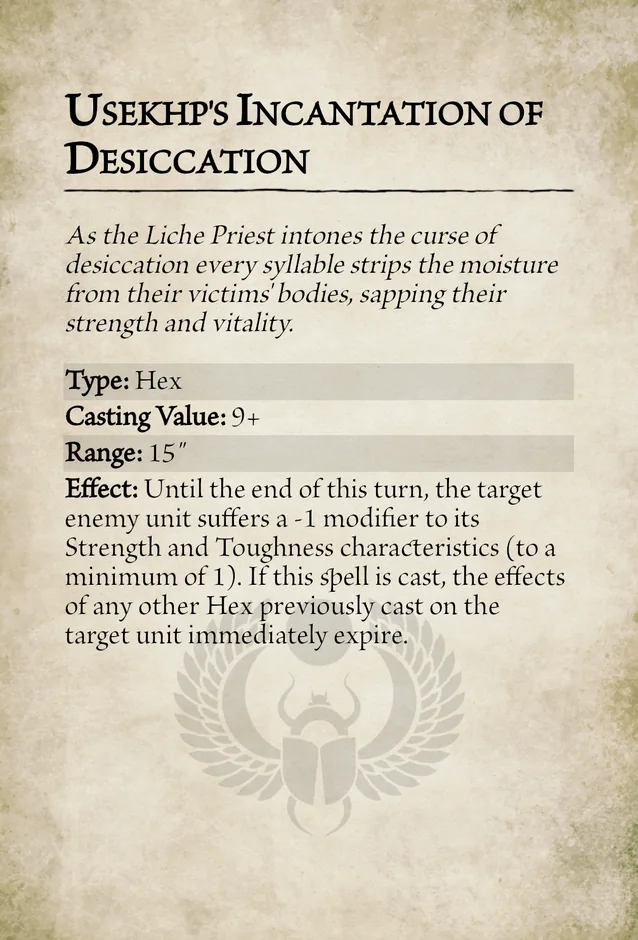 Usekhp's Incantation of
Desiccation
As the Liche Priest intones the curse of
desiccation every syllable strips the moisture
from their victims' bodies, sapping their
strength and vitality.
Type: Hex
Casting Value: 9+
Range: 15"
Effect: Until the end of this turn, the target
enemy unit suffers a -1 modifier to its
Strength and Toughness characteristics (to a
minimum of 1). If this spell is cast, the effects
of any other Hex previously cast on the
target unit immediately expire.